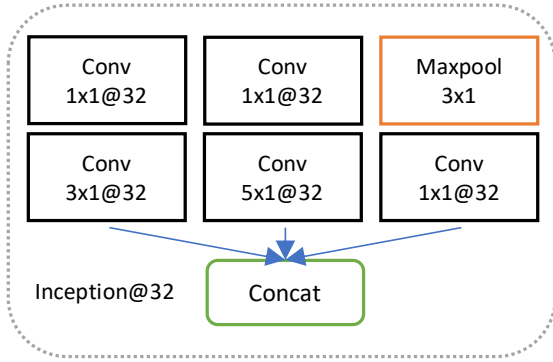 Conv
1x1@32
Conv
1x1@32
Maxpool
3x1
Conv
3x1@32
Conv
5x1@32
Conv
1x1@32
Inception@32
Concat